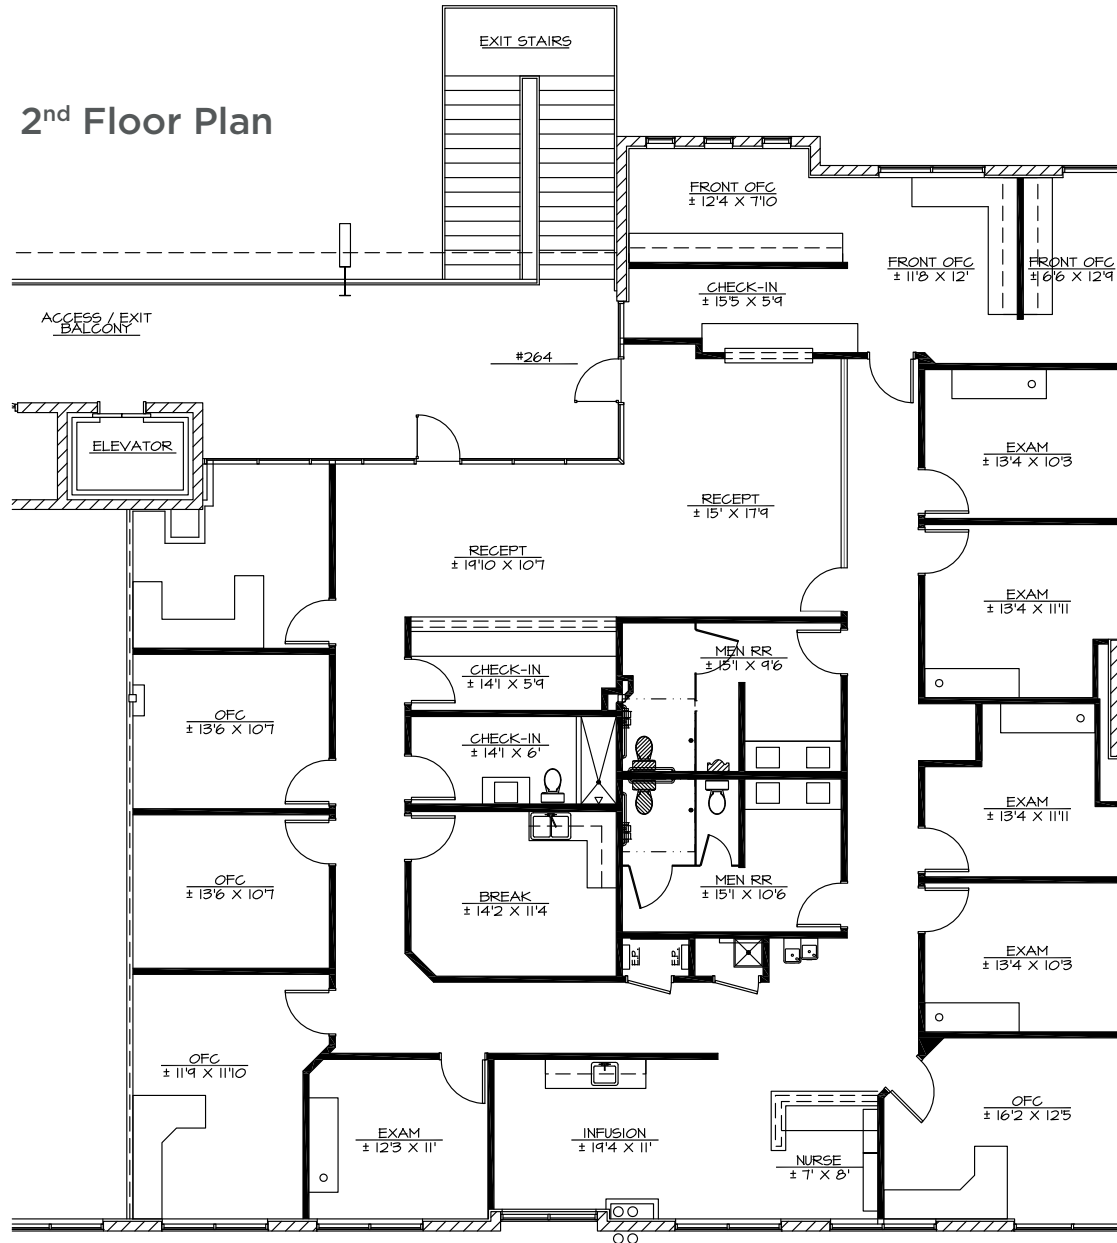 EXIT STAIRS
2nd Floor Plan
FRONT OFC
± 12'4 X 7'10
FRONT OFC
± 11'8 X 12'
FRONT OFC
± 6'6 X 12'9
CHECK-IN
± 15'5 X 5'9
ACCESS / EXIT
BALCONY
#264
ELEVATOR
EXAM
± 13'4 X 10'3
RECEPT
± 15' X 17'9
RECEPT
± 19'10 X 10'7
EXAM
± 13'4 X 11'11
MEN RR
± 15'1 X 9'6
CHECK-IN
± 14'1 X 5'9
OFC
± 13'6 X 10'7
CHECK-IN
± 14'1 X 6'
EXAM
± 13'4 X 11'11
OFC
± 13'6 X 10'7
MEN RR
± 15'1 X 10'6
BREAK
± 14'2 X 11'4
E.P.
E.P.
EXAM
± 13'4 X 10'3
OFC
± 11'9 X 11'10
OFC
± 16'2 X 12'5
EXAM
± 12'3 X 11'
INFUSION
± 19'4 X 11'
NURSE
± 7' X 8'